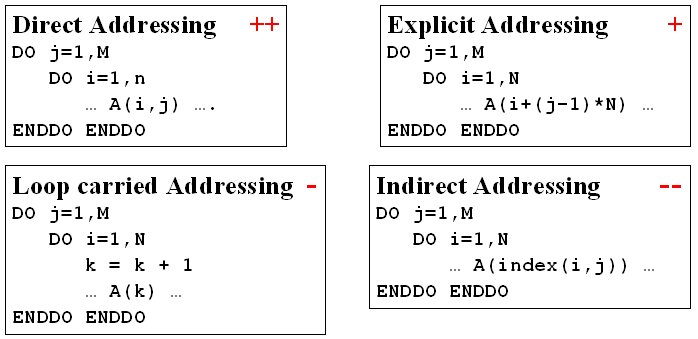 Direct Addressing ++
DO j=1,M
DO i=1,n
… A(i,j) ….
ENDDO ENDDO
Explicit Addressing +
DO j=1,M
DO i=1,N
… A(i+(j-1)*N) …
ENDDO ENDDO
Loop carried Addressing -
DO j=1,M
DO i=1,N
k = k + 1
… A(k) …
ENDDO ENDDO
Indirect Addressing --
DO j=1,M
DO i=1,N
… A(index(i,j)) …
ENDDO ENDDO